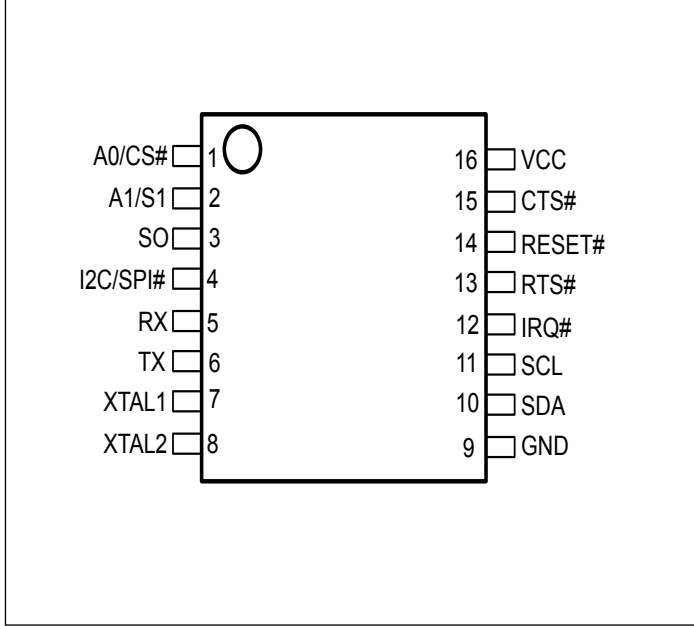 A0/CS# 1 16 VCC
A1/S1 2 15 CTS#
SO 3 14 RESET#
I2C/SPI# 4 13 RTS#
RX 5 12 IRQ#
TX 6 11 SCL
XTAL1 7 10 SDA
XTAL2 8 9 GND